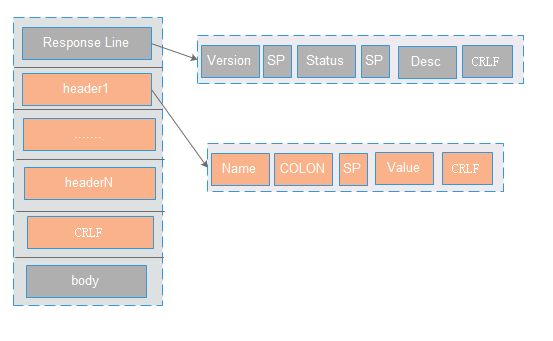 Response Line
header1
.......
headerN
CRLF
body
Version SP Status SP Desc CRLF
Name COLON SP Value CRLF